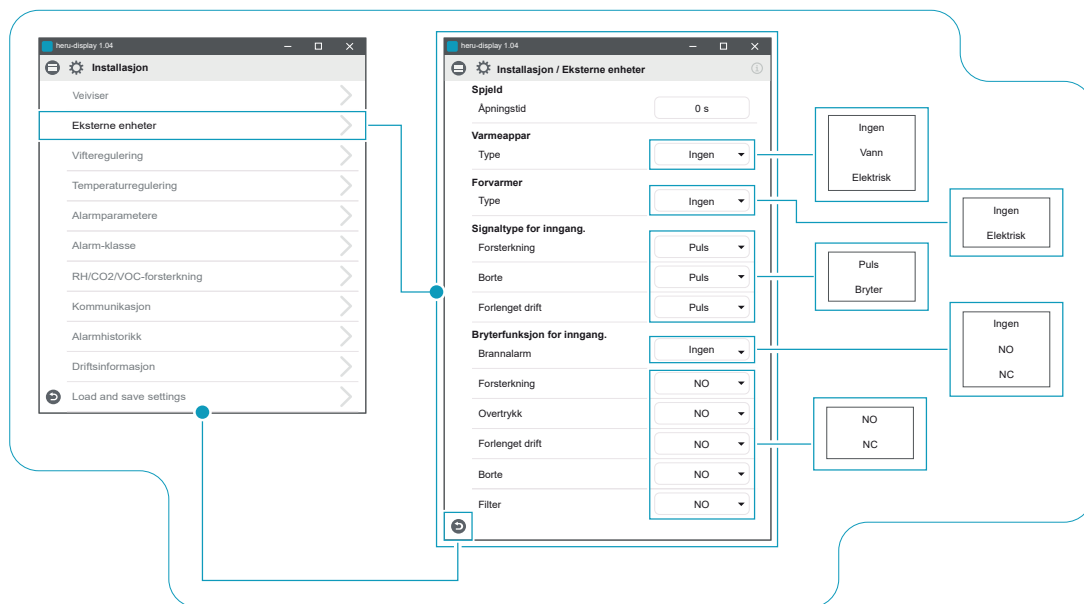 heru-display 1.04
Installasjon
Veiviser
Eksterne enheter
Vifteregulering
Temperaturregulering
Alarmparametere
Alarm-klasse
RH/CO2/VOC-forsterkning
Kommunikasjon
Alarmhistorikk
Driftsinformasjon
Load and save settings
heru-display 1.04
Installasjon / Eksterne enheter
Spjeld
Åpningstid 0 s
Varmeappar
Type Ingen
Forvarmer
Type Ingen
Signaltype for inngang.
Forsterkning Puls
Borte Puls
Forlenget drift Puls
Bryterfunksjon for inngang.
Brannalarm Ingen
Forsterkning NO
Overtrykk NO
Forlenget drift NO
Borte NO
Filter NO
Ingen
Vann
Elektrisk
Ingen
Elektrisk
Puls
Bryter
Ingen
NO
NC
NO
NC